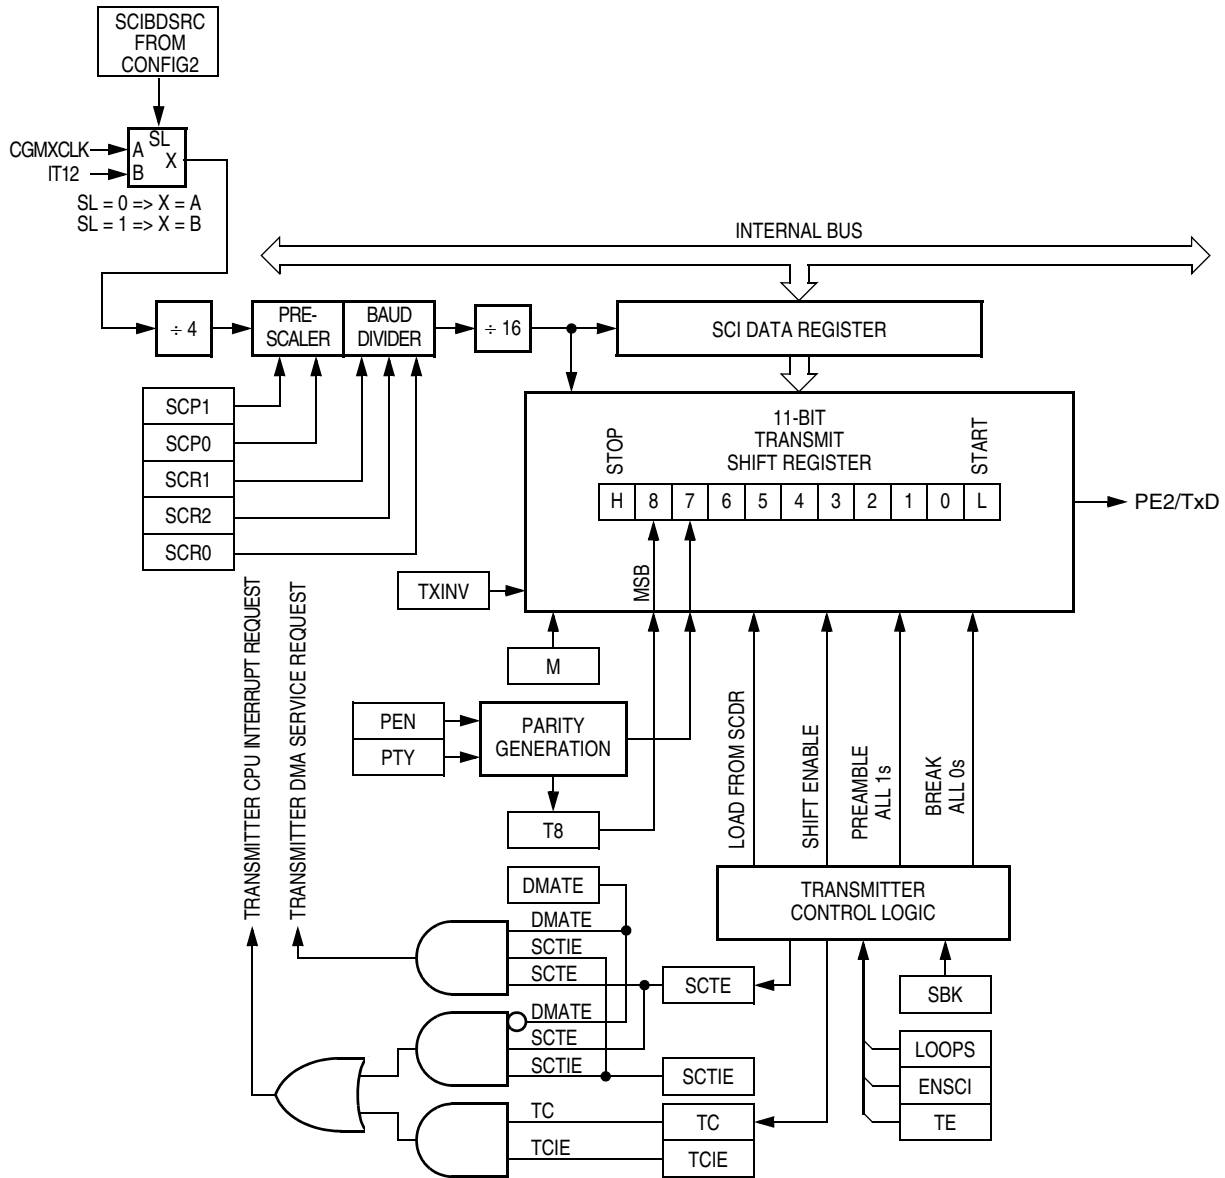 SCIBDSRC
FROM
CONFIG2
CGMXCLK
IT12
SL
A
X
B
SL = 0 => X = A
SL = 1 => X = B
INTERNAL BUS
÷ 4
PRE-
SCALER
BAUD
DIVIDER
÷ 16
SCI DATA REGISTER
SCP1
SCP0
SCR1
SCR2
SCR0
11-BIT
TRANSMIT
SHIFT REGISTER
STOP
START
H 8 7 6 5 4 3 2 1 0 L
PE2/TxD
MSB
TXINV
M
PEN
PTY
PARITY
GENERATION
T8
TRANSMITTER CPU INTERRUPT REQUEST
TRANSMITTER DMA SERVICE REQUEST
LOAD FROM SCDR
SHIFT ENABLE
PREAMBLE
ALL 1s
BREAK
ALL 0s
TRANSMITTER
CONTROL LOGIC
DMATE
DMATE
SCTIE
SCTE
SCTE
SBK
DMATE
SCTE
SCTIE
SCTIE
LOOPS
ENSCI
TE
TC
TC
TCIE
TCIE